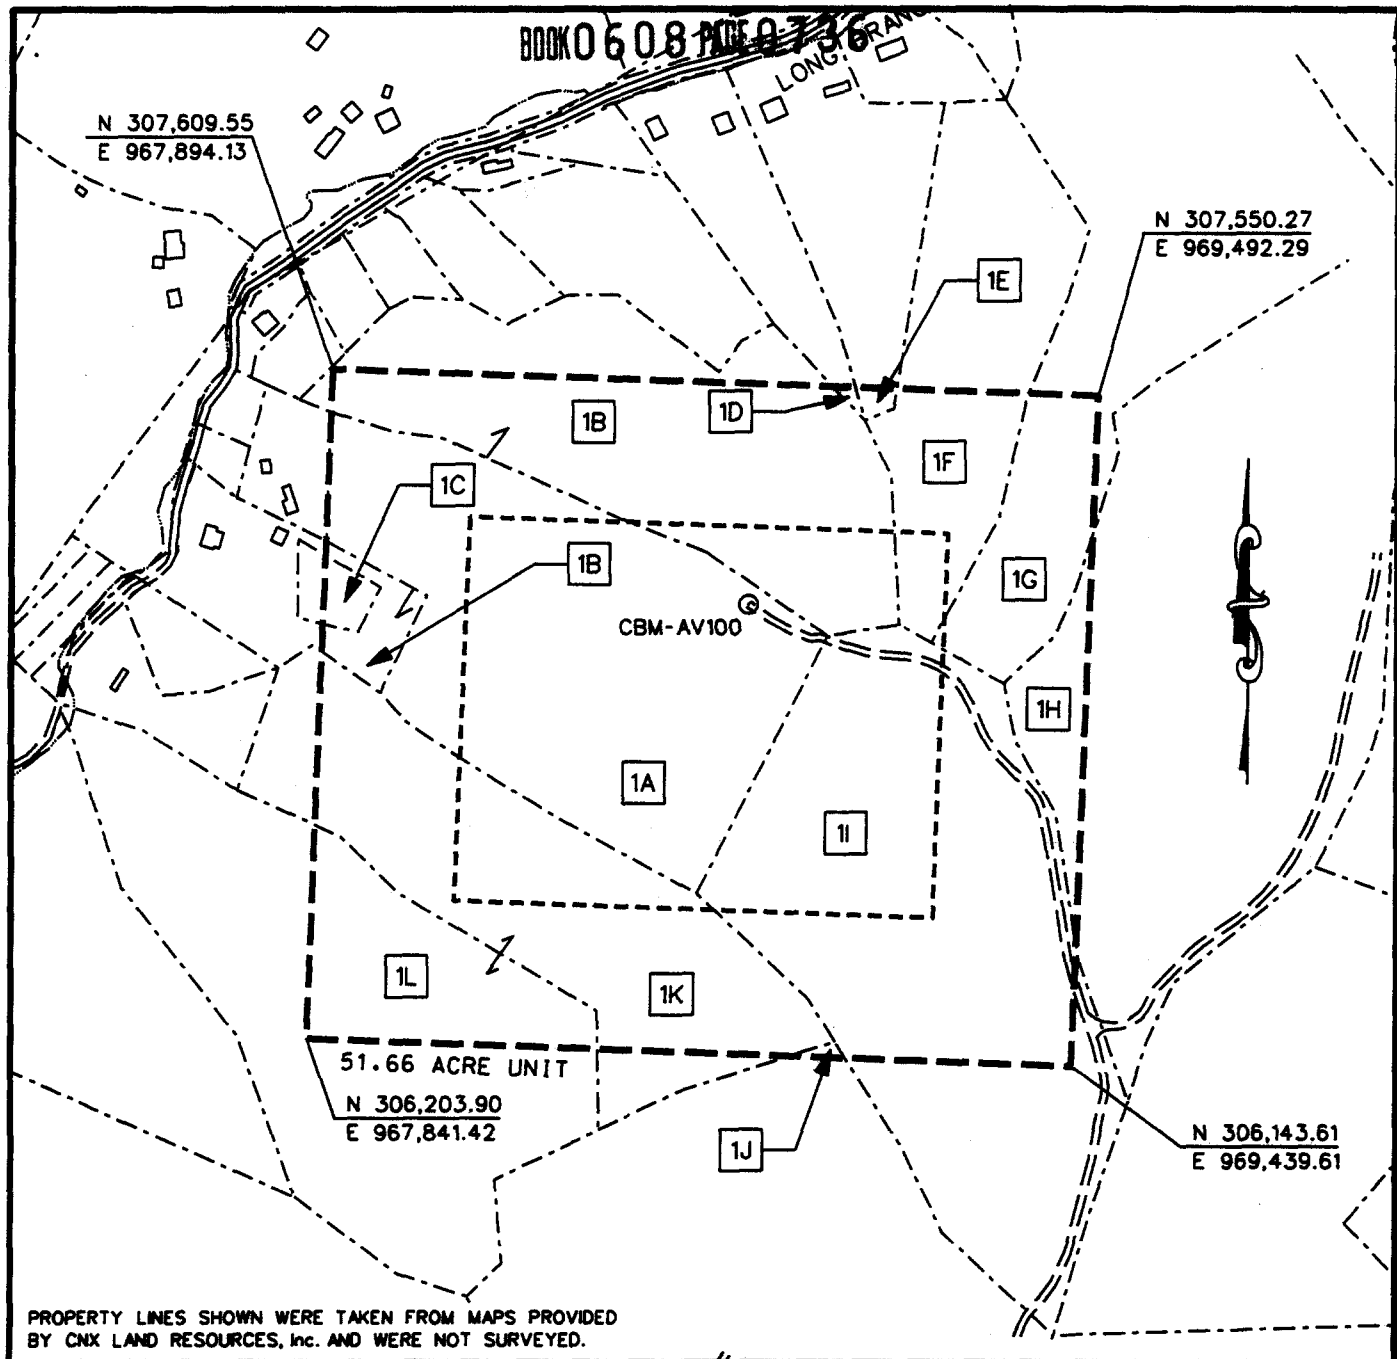 BOOK 0608 PAGE 0736
LONG BRANC
N 307,609.55
E 967,894.13
N 307,550.27
E 969,492.29
1E
1D
1B
1F
1C
1B
1G
CBM-AV100
1H
1A
1I
1L
1K
51.66 ACRE UNIT
N 306,203.90
E 967,841.42
1J
N 306,143.61
E 969,439.61
PROPERTY LINES SHOWN WERE TAKEN FROM MAPS PROVIDED
BY CNX LAND RESOURCES, Inc. AND WERE NOT SURVEYED.